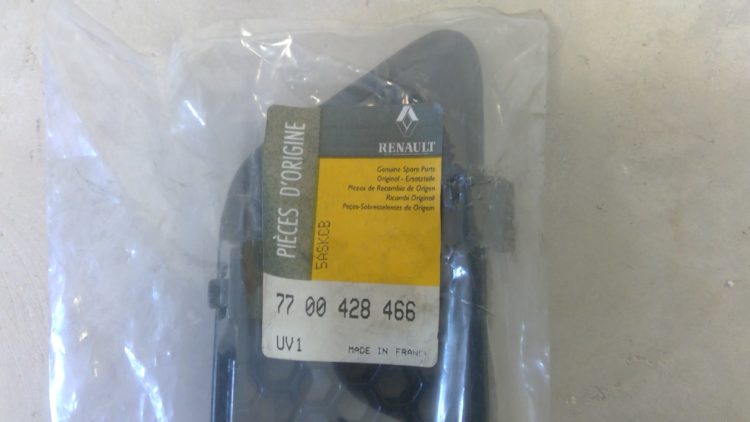 RENAULT
PIÈCES D'ORIGINE
Genuine Spare Parts
Original - Ersatzteile
Piezas de Recambio de Origen
Ricambi Originali
Peças-Sobresselentes de Origem
5ASKCB
77 00 428 466
UV1
MADE IN FRANCE